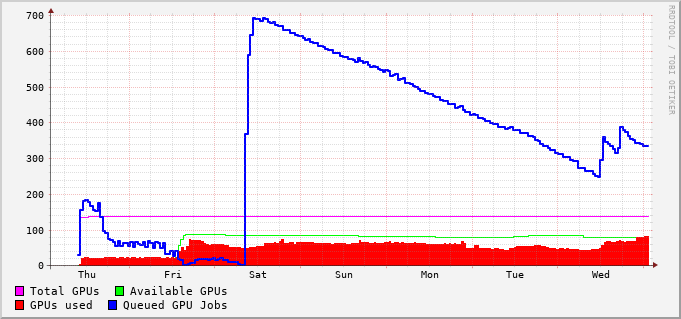 700
600
500
400
300
200
100
0
Thu Fri Sat Sun Mon Tue Wed
Total GPUs Available GPUs
GPUs used Queued GPU Jobs
RRDTOOL / TOBI OETIKER